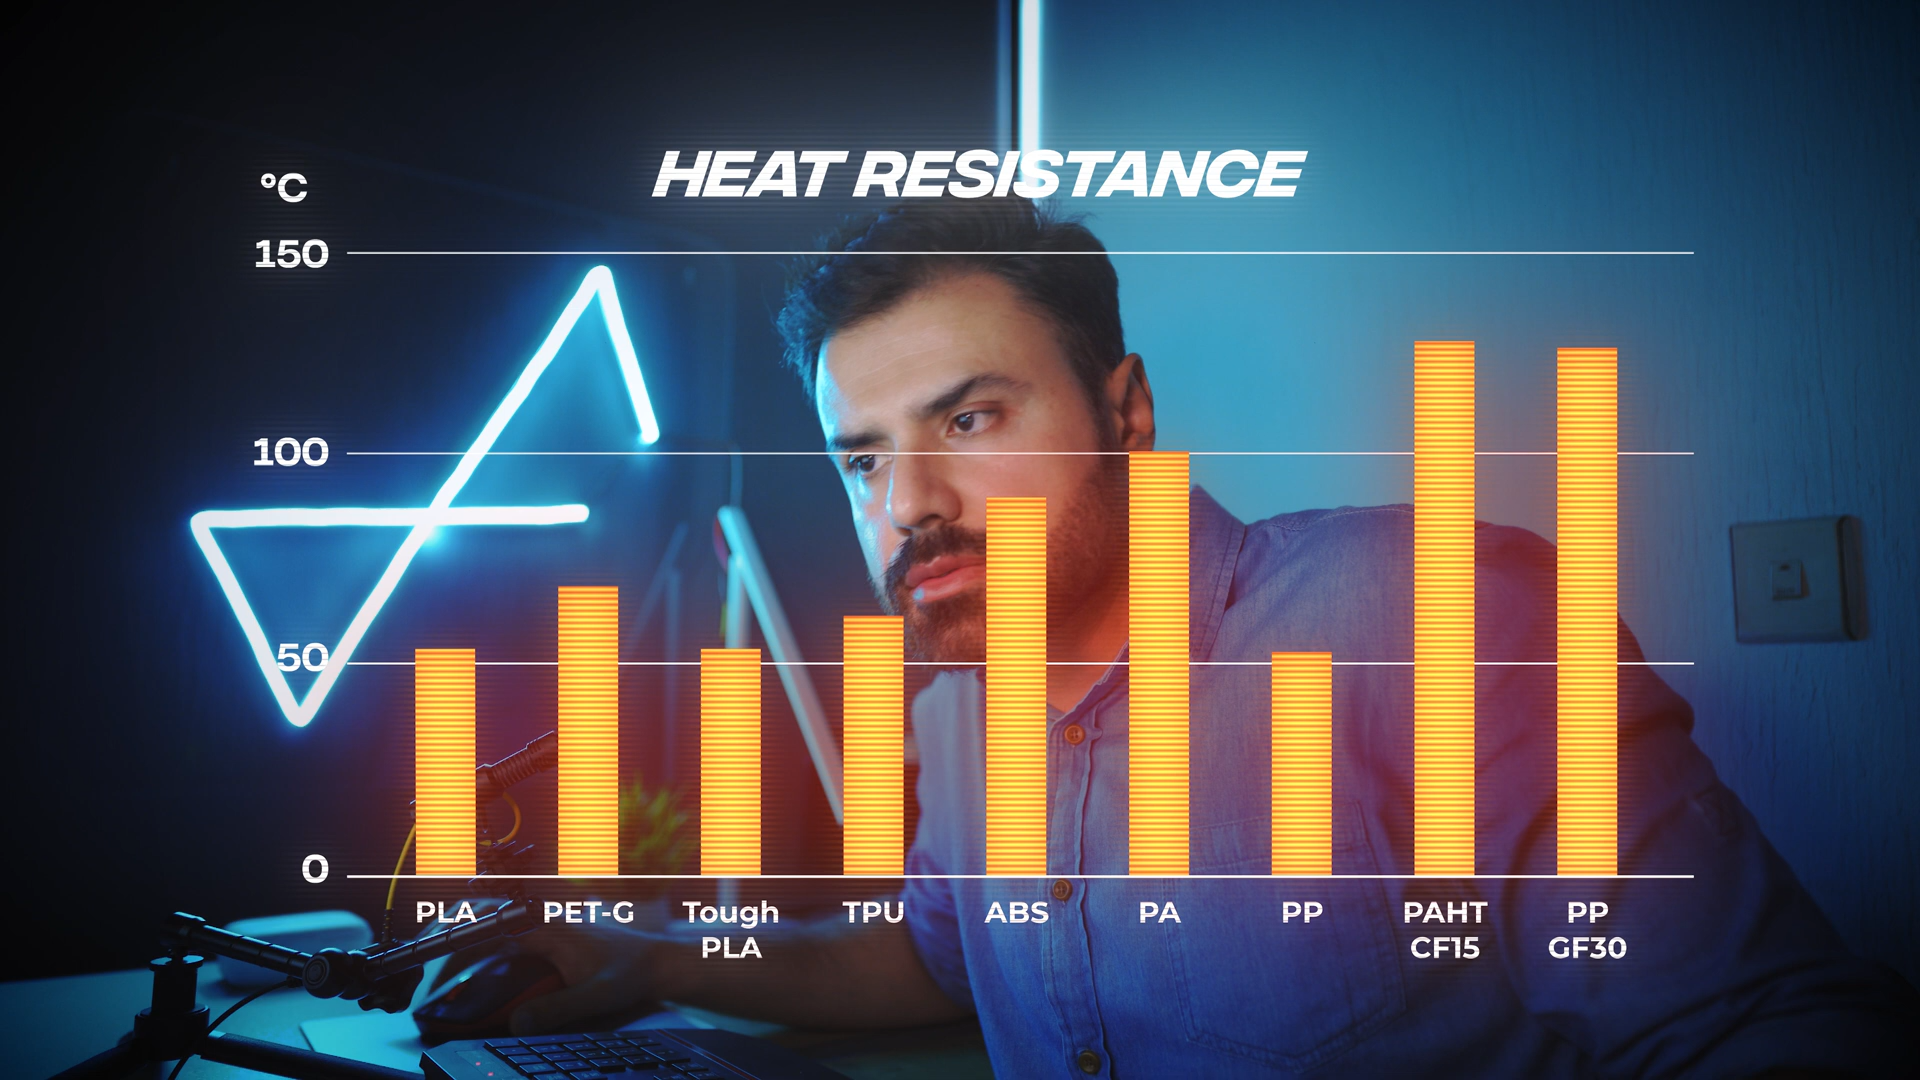 HEAT RESISTANCE
°C
150
100
50
0
PLA
PET-G
Tough
PLA
TPU
ABS
PA
PP
PAHT
CF15
PP
GF30